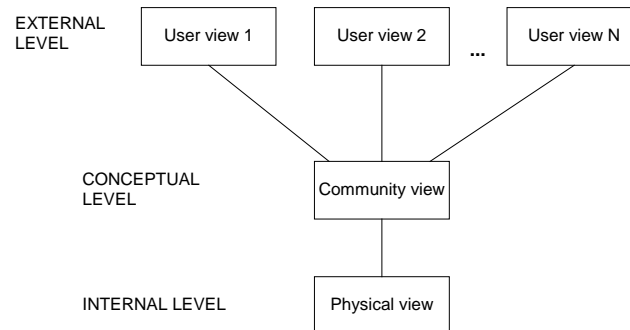 EXTERNAL
LEVEL
User view 1
User view 2
...
User view N
CONCEPTUAL
LEVEL
Community view
INTERNAL LEVEL
Physical view